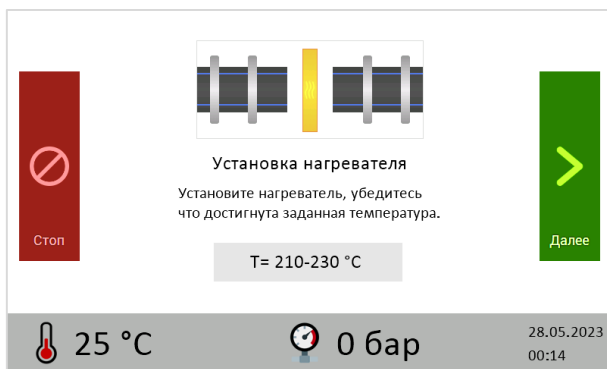 Установка нагревателя
Установите нагреватель, убедитесь
что достигнута заданная температура.
Стоп
Далее
T= 210-230 °C
25 °C
0 бар
28.05.2023
00:14